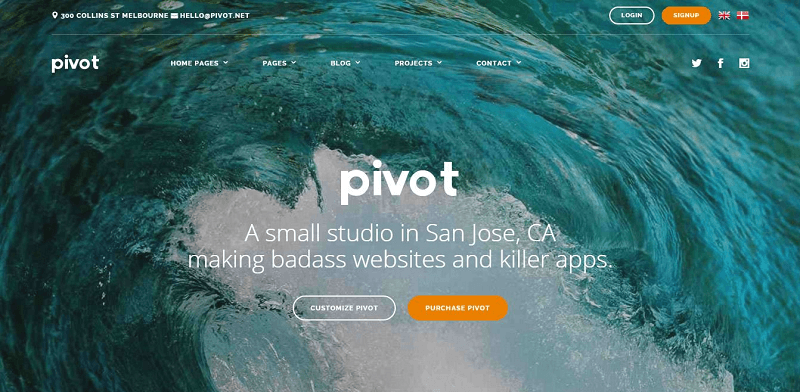 300 COLLINS ST MELBOURNE HELLO@PIVOT.NET
LOGIN
SIGNUP
pivot
HOME PAGES
PAGES
BLOG
PROJECTS
CONTACT
pivot
A small studio in San Jose, CA
making badass websites and killer apps.
CUSTOMIZE PIVOT
PURCHASE PIVOT